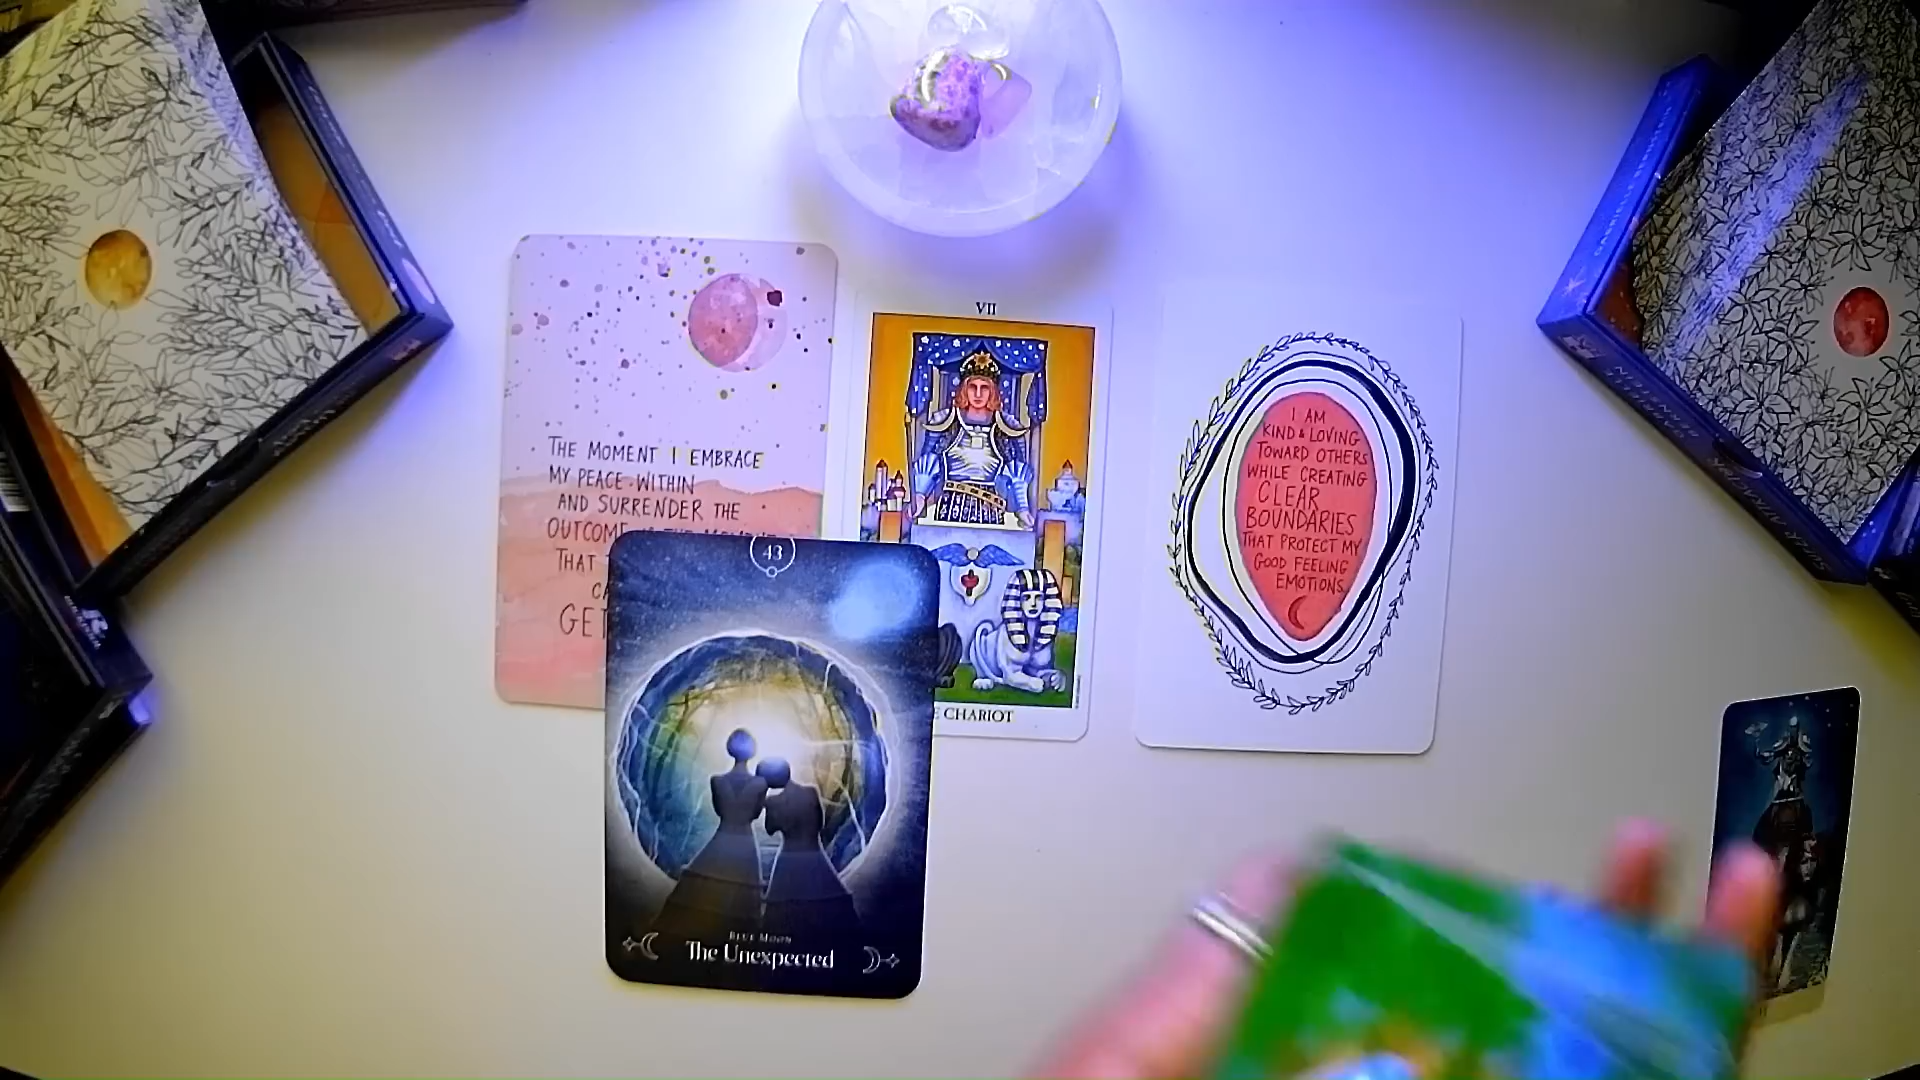 THE MOMENT I EMBRACE
MY PEACE WITHIN
AND SURRENDER THE
OUTCOME
THAT
GET
VII
CHARIOT
I AM
KIND & LOVING
TOWARD OTHERS
WHILE CREATING
CLEAR
BOUNDARIES
THAT PROTECT MY
GOOD FEELING
EMOTIONS.
43
BLUE MOON
The Unexpected